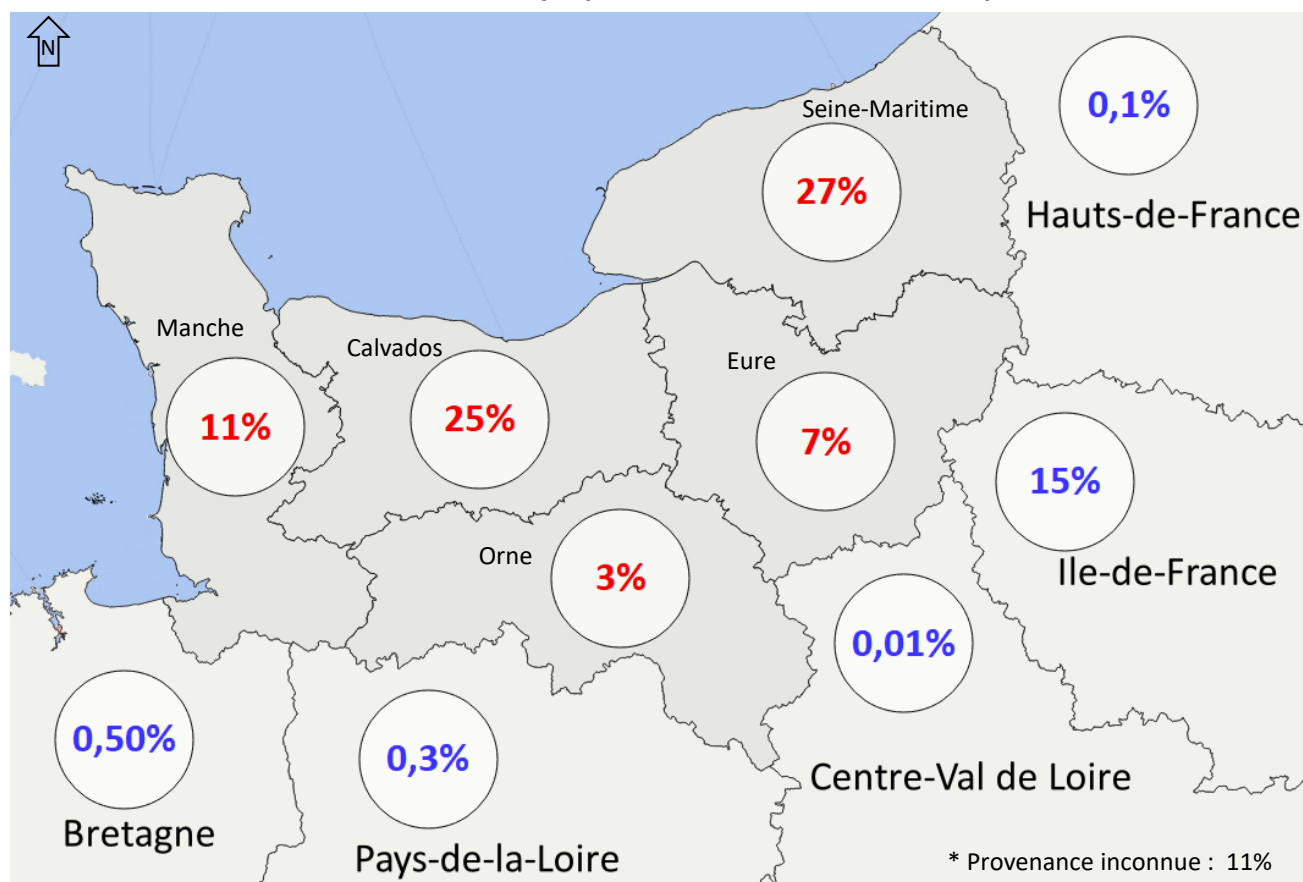 N
Seine-Maritime
27%
0,1%
Hauts-de-France
Manche
11%
Calvados
25%
Eure
7%
15%
Ile-de-France
Orne
3%
0,01%
Centre-Val de Loire
0,50%
Bretagne
0,3%
Pays-de-la-Loire
* Provenance inconnue : 11%